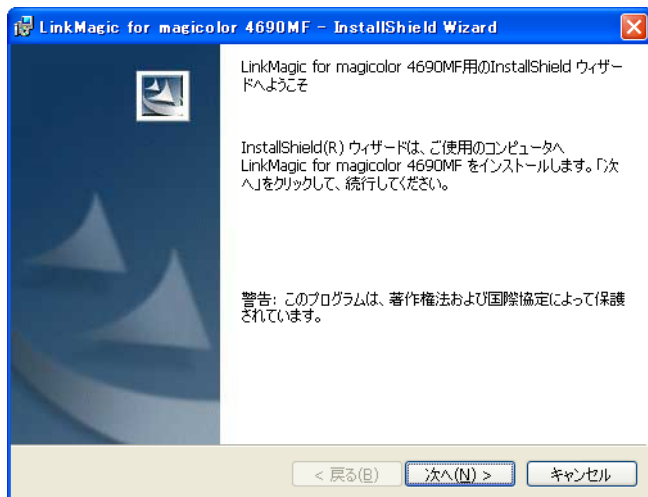 LinkMagic for magicolor 4690MF - InstallShield Wizard
LinkMagic for magicolor 4690MF用のInstallShield ウィザー
ドへようこそ
InstallShield(R) ウィザードは、ご使用のコンピュータへ
LinkMagic for magicolor 4690MF をインストールします。「次
へ」をクリックして、続行してください。
警告: このプログラムは、著作権法および国際協定によって保護
されています。
< 戻る(B)
次へ(N) >
キャンセル